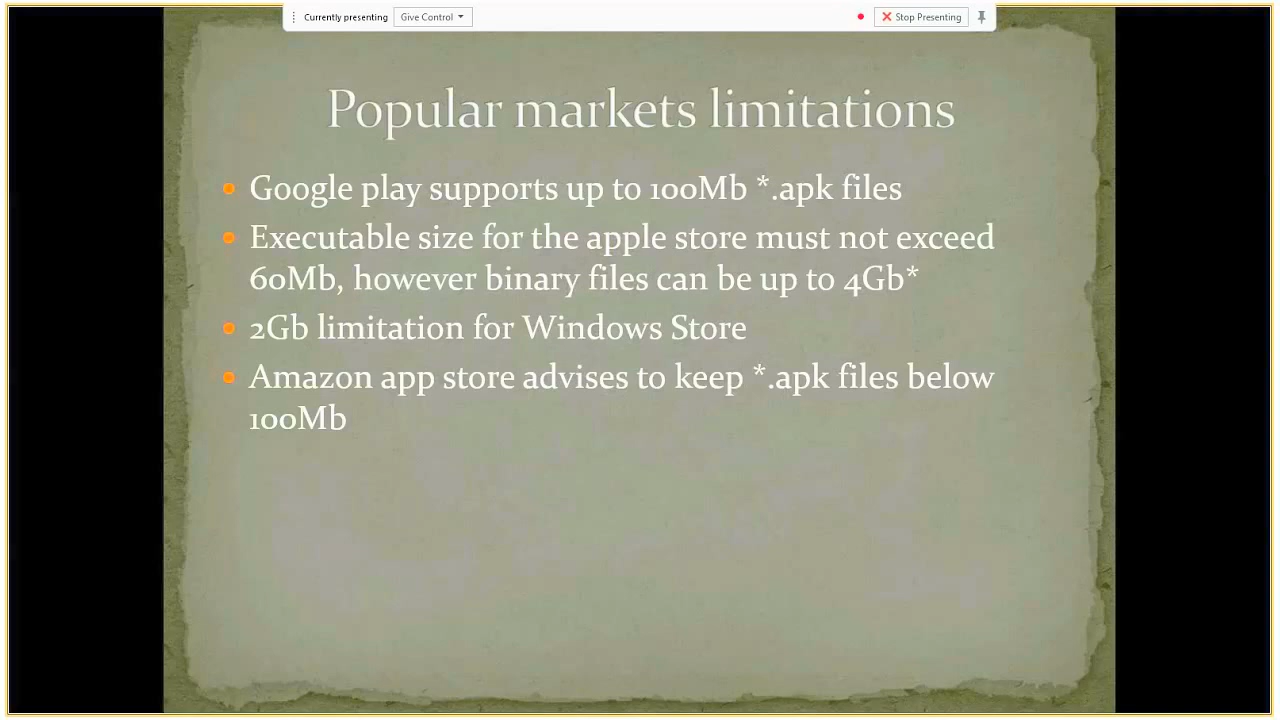 Currently presenting Give Control Stop Presenting
Popular markets limitations
Google play supports up to 100Mb *.apk files
Executable size for the apple store must not exceed
60Mb, however binary files can be up to 4Gb*
2Gb limitation for Windows Store
Amazon app store advises to keep *.apk files below
100Mb